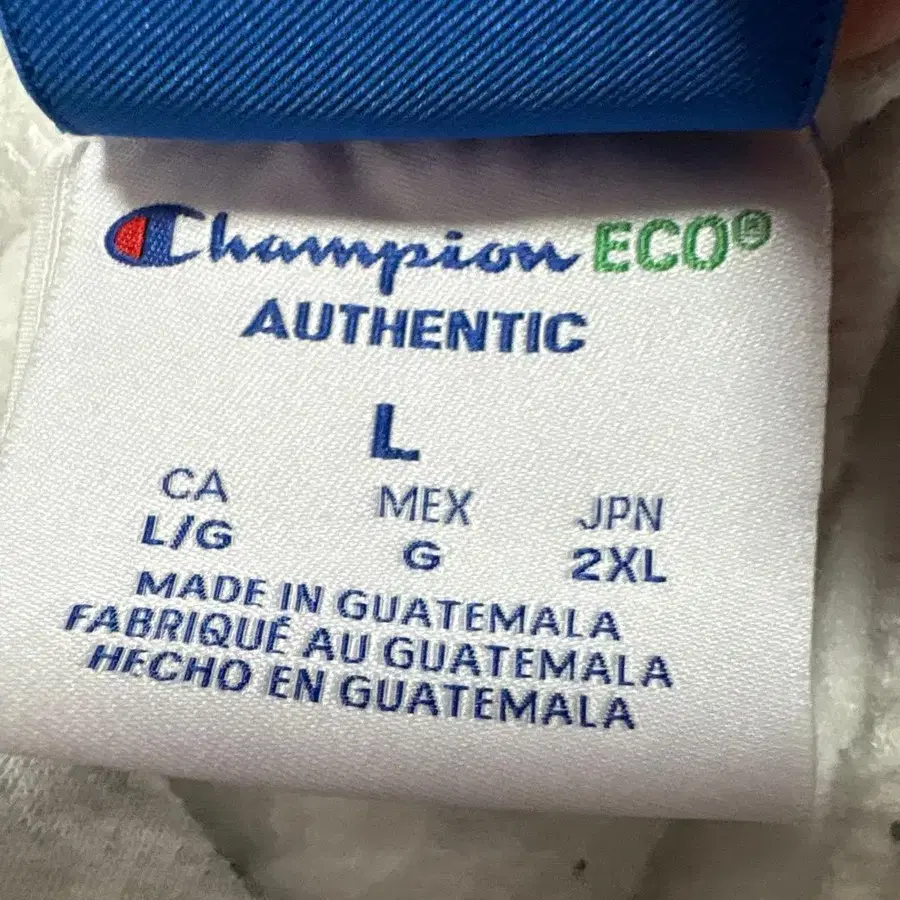 Champion ECO®
AUTHENTIC
L
CA MEX JPN
L/G G 2XL
MADE IN GUATEMALA
FABRIQUÉ AU GUATEMALA
HECHO EN GUATEMALA